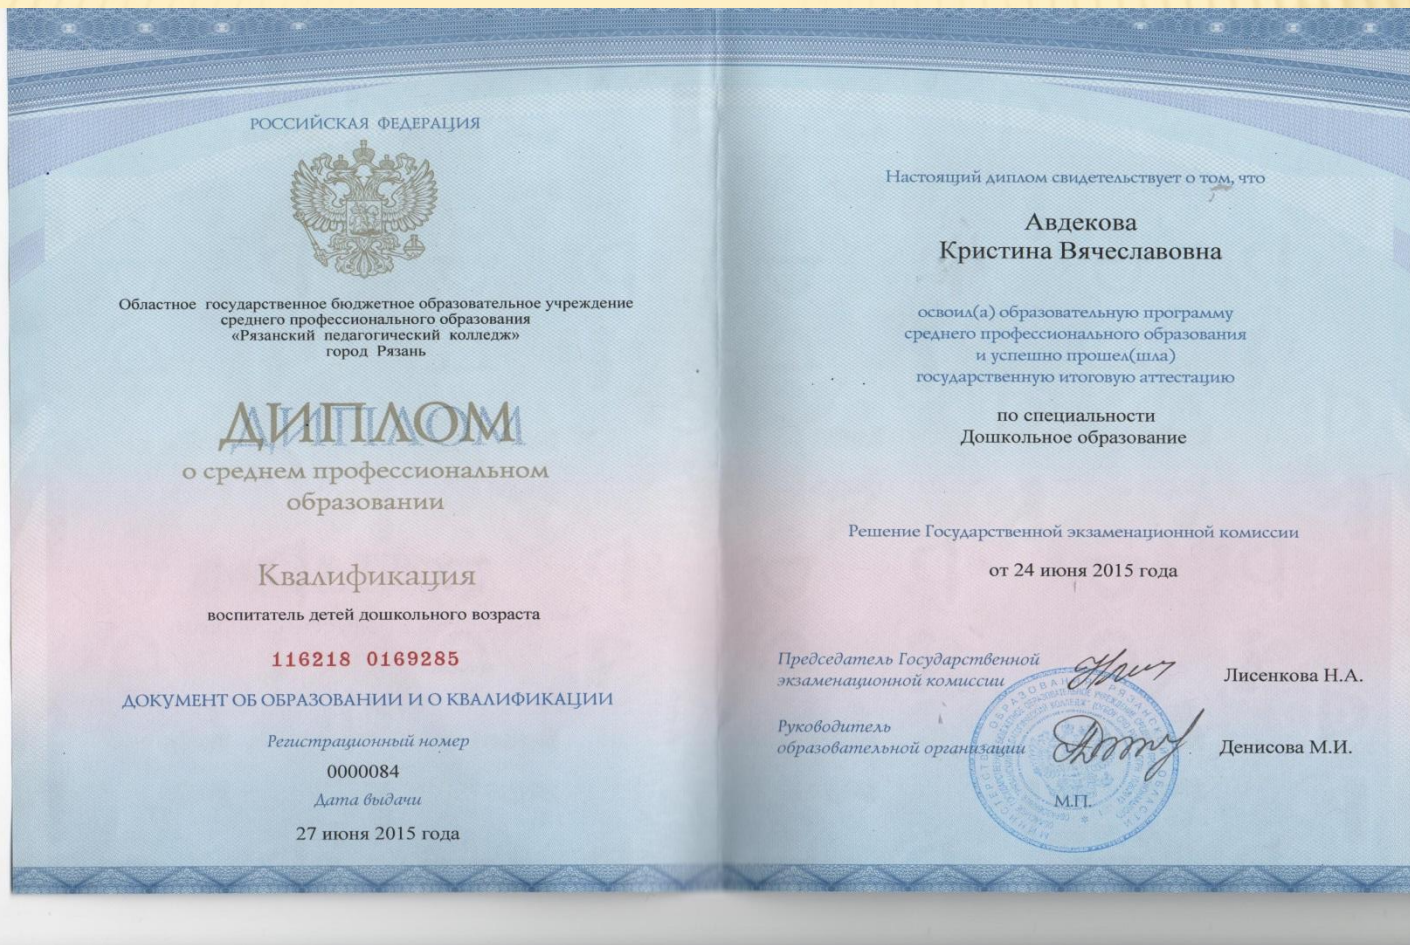 РОССИЙСКАЯ ФЕДЕРАЦИЯ
Областное государственное бюджетное образовательное учреждение
среднего профессионального образования
«Рязанский педагогический колледж»
город Рязань
ДИПЛОМ
о среднем профессиональном
образовании
Квалификация
воспитатель детей дошкольного возраста
116218 0169285
ДОКУМЕНТ ОБ ОБРАЗОВАНИИ И О КВАЛИФИКАЦИИ
Регистрационный номер
0000084
Дата выдачи
27 июня 2015 года
Настоящий диплом свидетельствует о том, что
Авдекова
Кристина Вячеславовна
освоил(а) образовательную программу
среднего профессионального образования
и успешно прошел(шла)
государственную итоговую аттестацию
по специальности
Дошкольное образование
Решение Государственной экзаменационной комиссии
от 24 июня 2015 года
Председатель Государственной
экзаменационной комиссии
Лисенкова Н.А.
Руководитель
образовательной организации
Денисова М.И.
М.П.